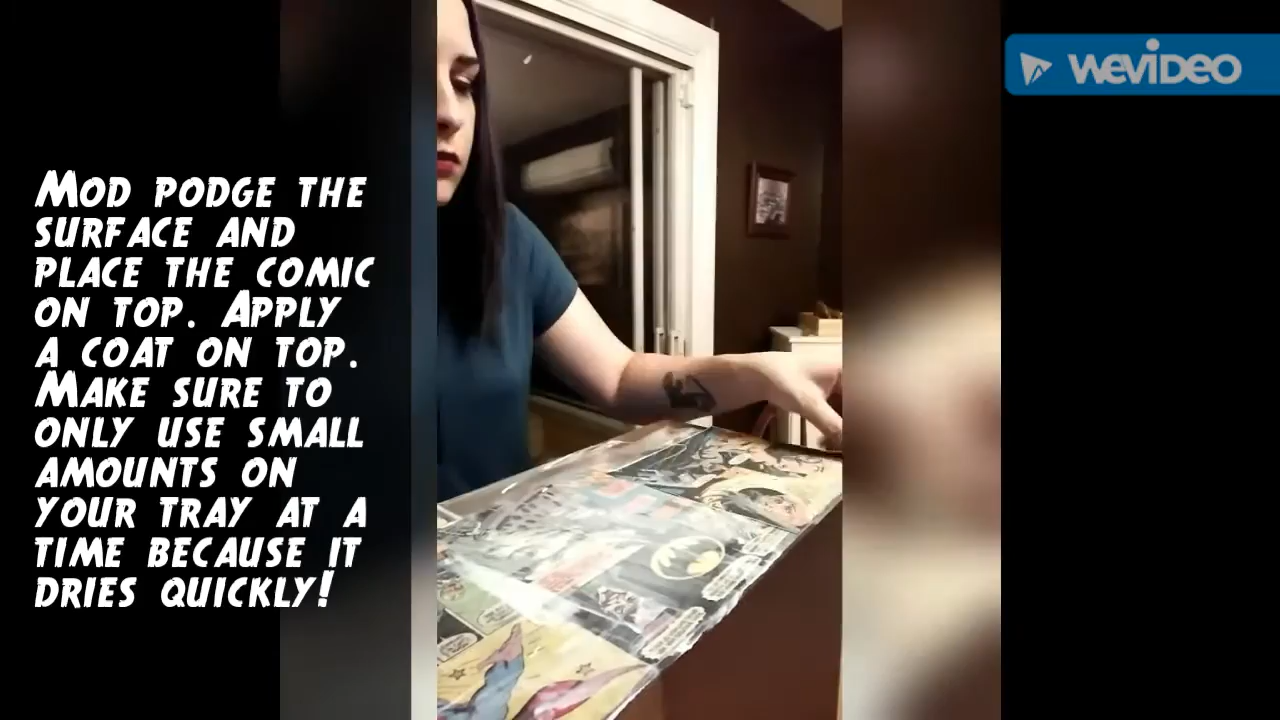 Mod podge the
surface and
place the comic
on top. Apply
a coat on top.
Make sure to
only use small
amounts on
your tray at a
time because it
dries quickly!
WEVIDEO